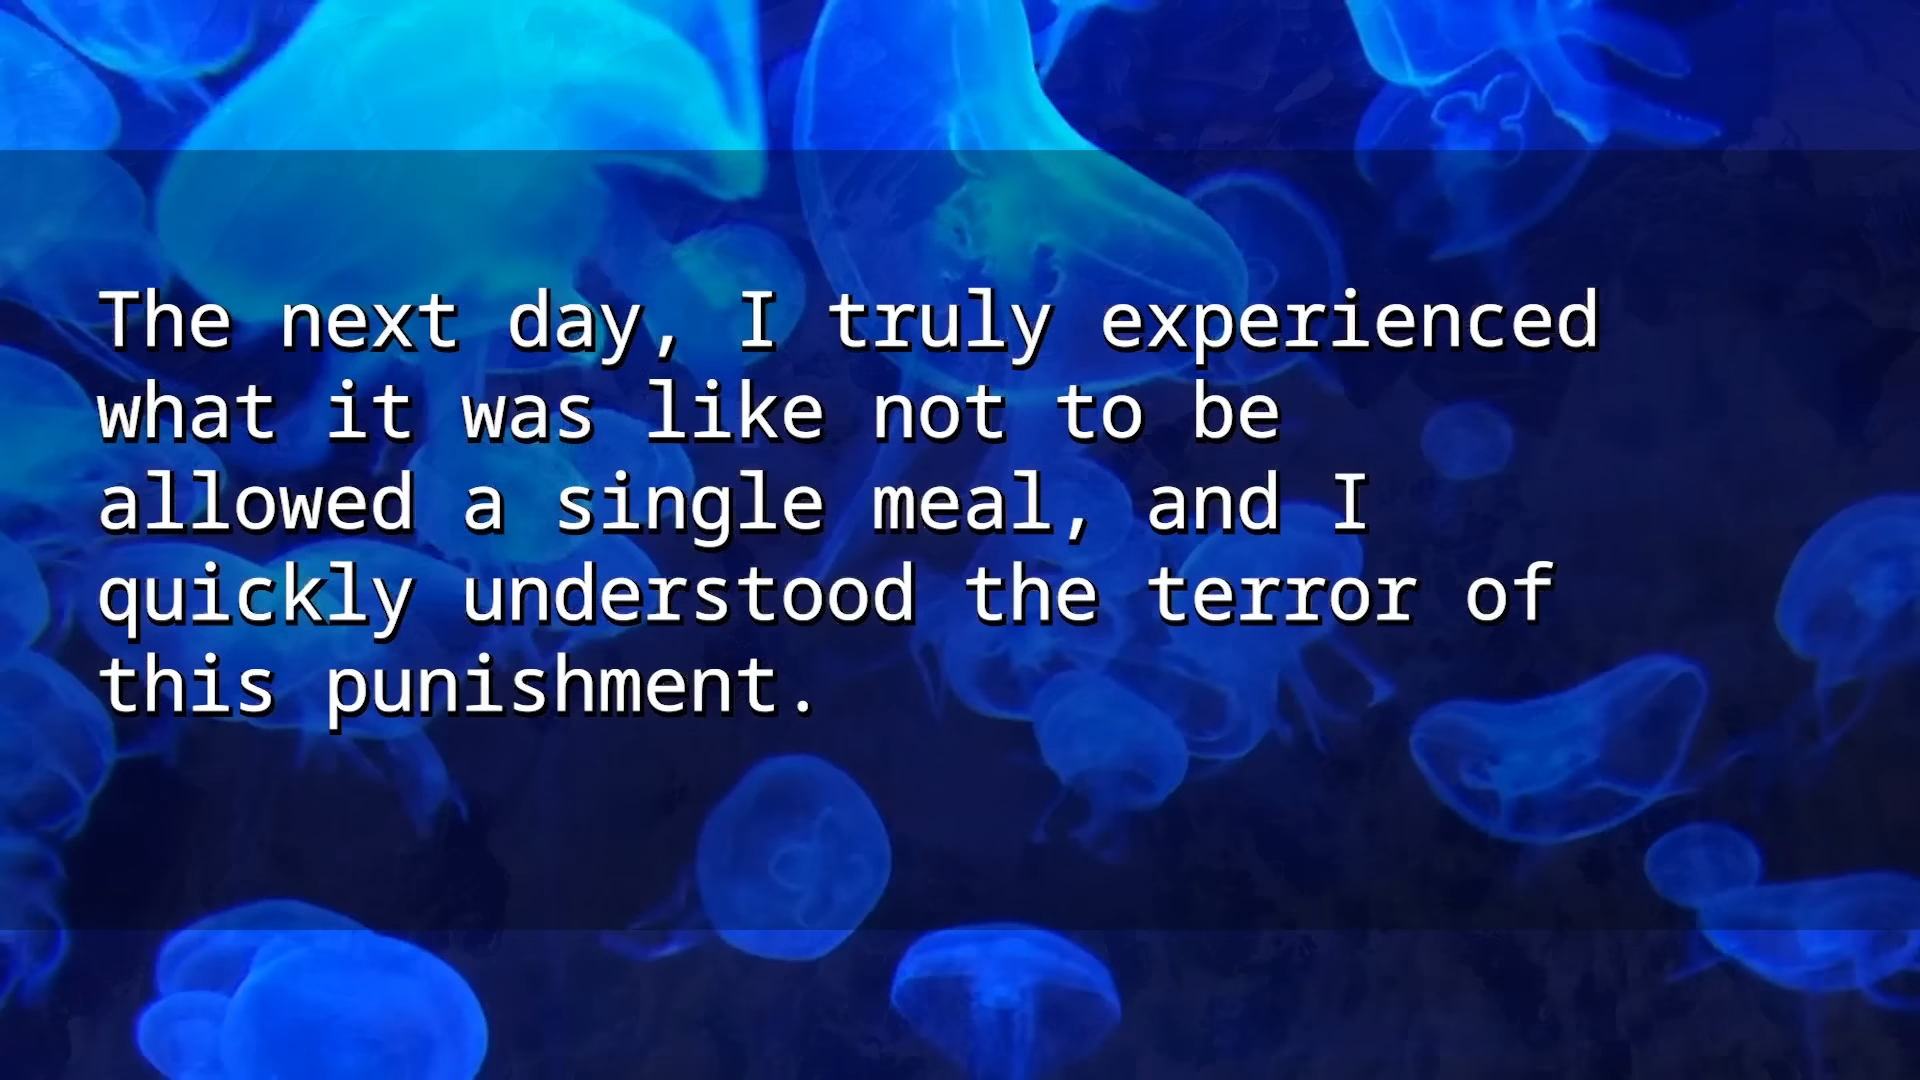 The next day, I truly experienced
what it was like not to be
allowed a single meal, and I
quickly understood the terror of
this punishment.